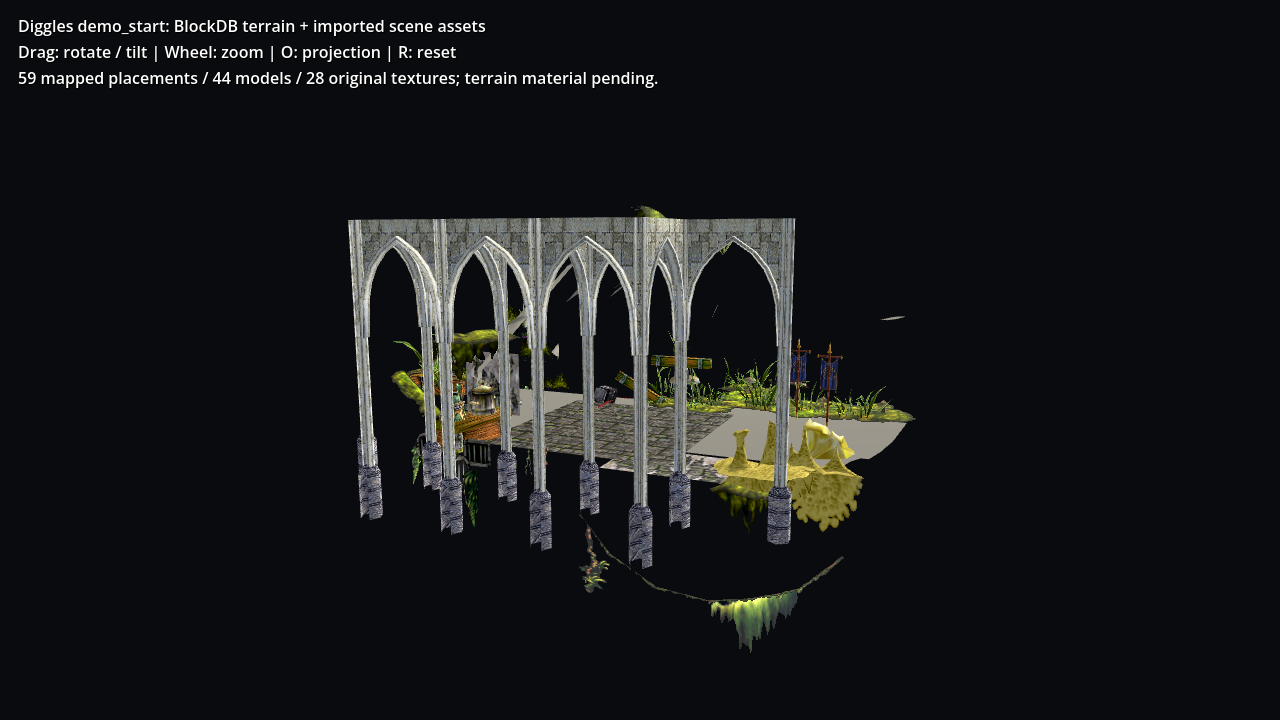 Diggles demo_start: BlockDB terrain + imported scene assets
Drag: rotate / tilt | Wheel: zoom | O: projection | R: reset
59 mapped placements / 44 models / 28 original textures; terrain material pending.